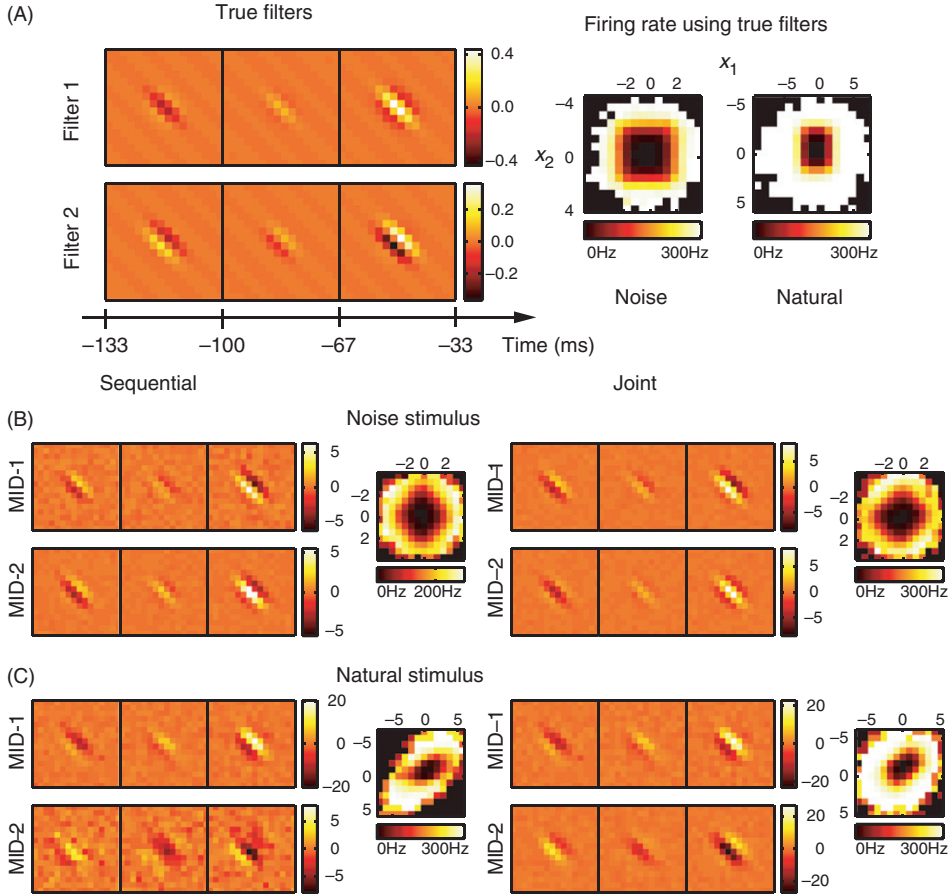 (A)
True filters
Firing rate using true filters
Filter 1
0.4
0.0
−0.4
Filter 2
0.2
0.0
−0.2
−133
−100
−67
−33
Time (ms)
x1
−2 0 2
−4
x2
0
4
0Hz 300Hz
Noise
−5 0 5
−5
0
5
0Hz 300Hz
Natural
Sequential
Joint
(B)
Noise stimulus
MID-1
5
0
−5
MID-2
5
0
−5
−2 0 2
−2
0
2
0Hz 200Hz
MID–1
5
0
−5
MID–2
5
0
−5
−2 0 2
−2
0
2
0Hz 300Hz
(C)
Natural stimulus
MID-1
20
0
−20
MID-2
5
0
−5
−5 0 5
−5
0
5
0Hz 300Hz
MID–1
20
0
−20
MID-2
20
0
−20
−5 0 5
−5
0
5
0Hz 300Hz